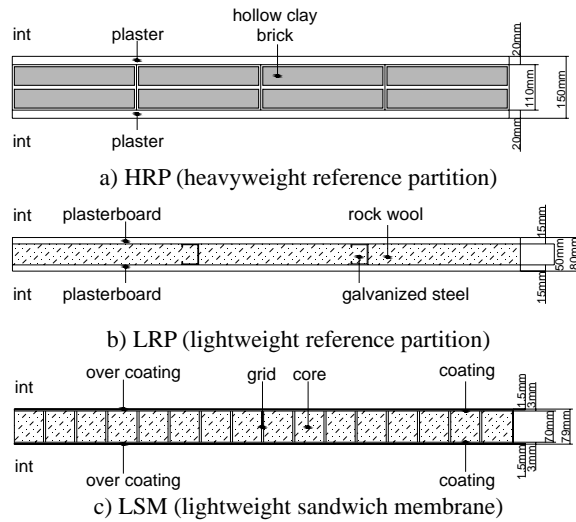 hollow clay
brick
int
plaster
20mm
110mm
150mm
int
plaster
20mm
a) HRP (heavyweight reference partition)
plasterboard
rock wool
int
15mm
50mm
80mm
int
plasterboard
galvanized steel
15mm
b) LRP (lightweight reference partition)
int
over coating
grid
core
coating
1.5mm
3mm
70mm
79mm
int
over coating
coating
1.5mm
3mm
c) LSM (lightweight sandwich membrane)